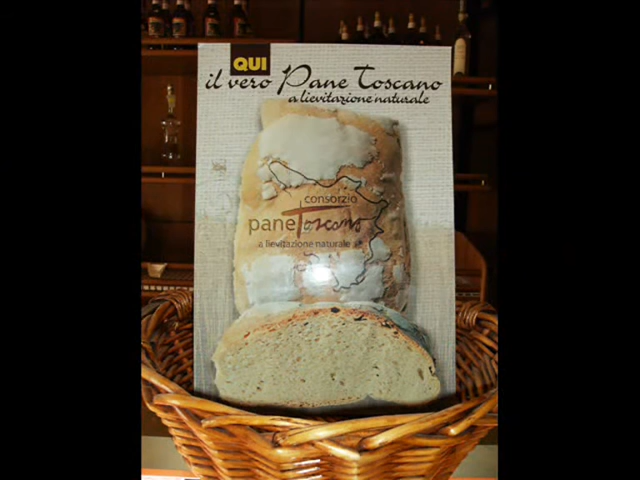 QUI
il vero Pane Toscano
a lievitazione naturale
consorzio
pane Toscano
a lievitazione naturale